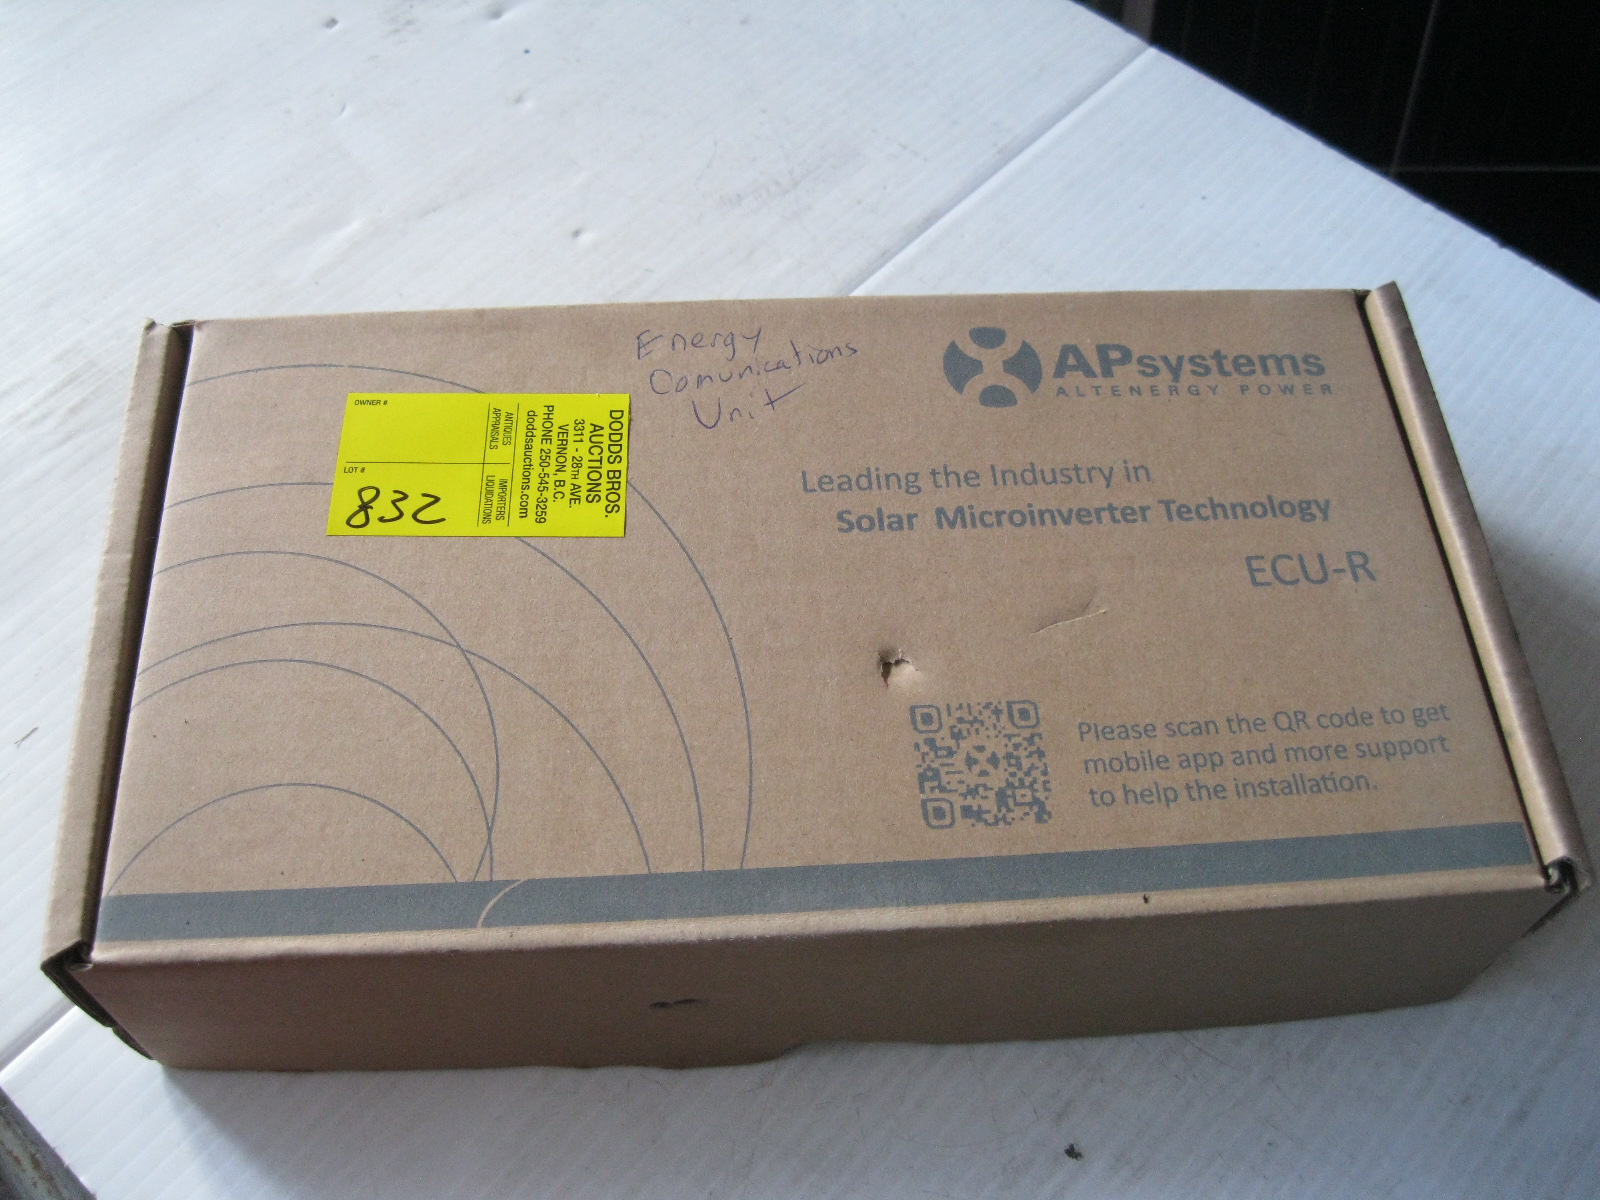 Energy
Comunications
Unit
APsystems
ALTENERGY POWER
Leading the Industry in
Solar Microinverter Technology
ECU-R
Please scan the QR code to get
mobile app and more support
to help the installation.
DODDS BROS.
AUCTIONS
3311 - 28TH AVE.
VERNON, B.C.
PHONE 250-545-3259
doddsauctions.com
ANTIQUES
APPRAISALS
IMPORTERS
LIQUIDATIONS
OWNER #
LOT #
832